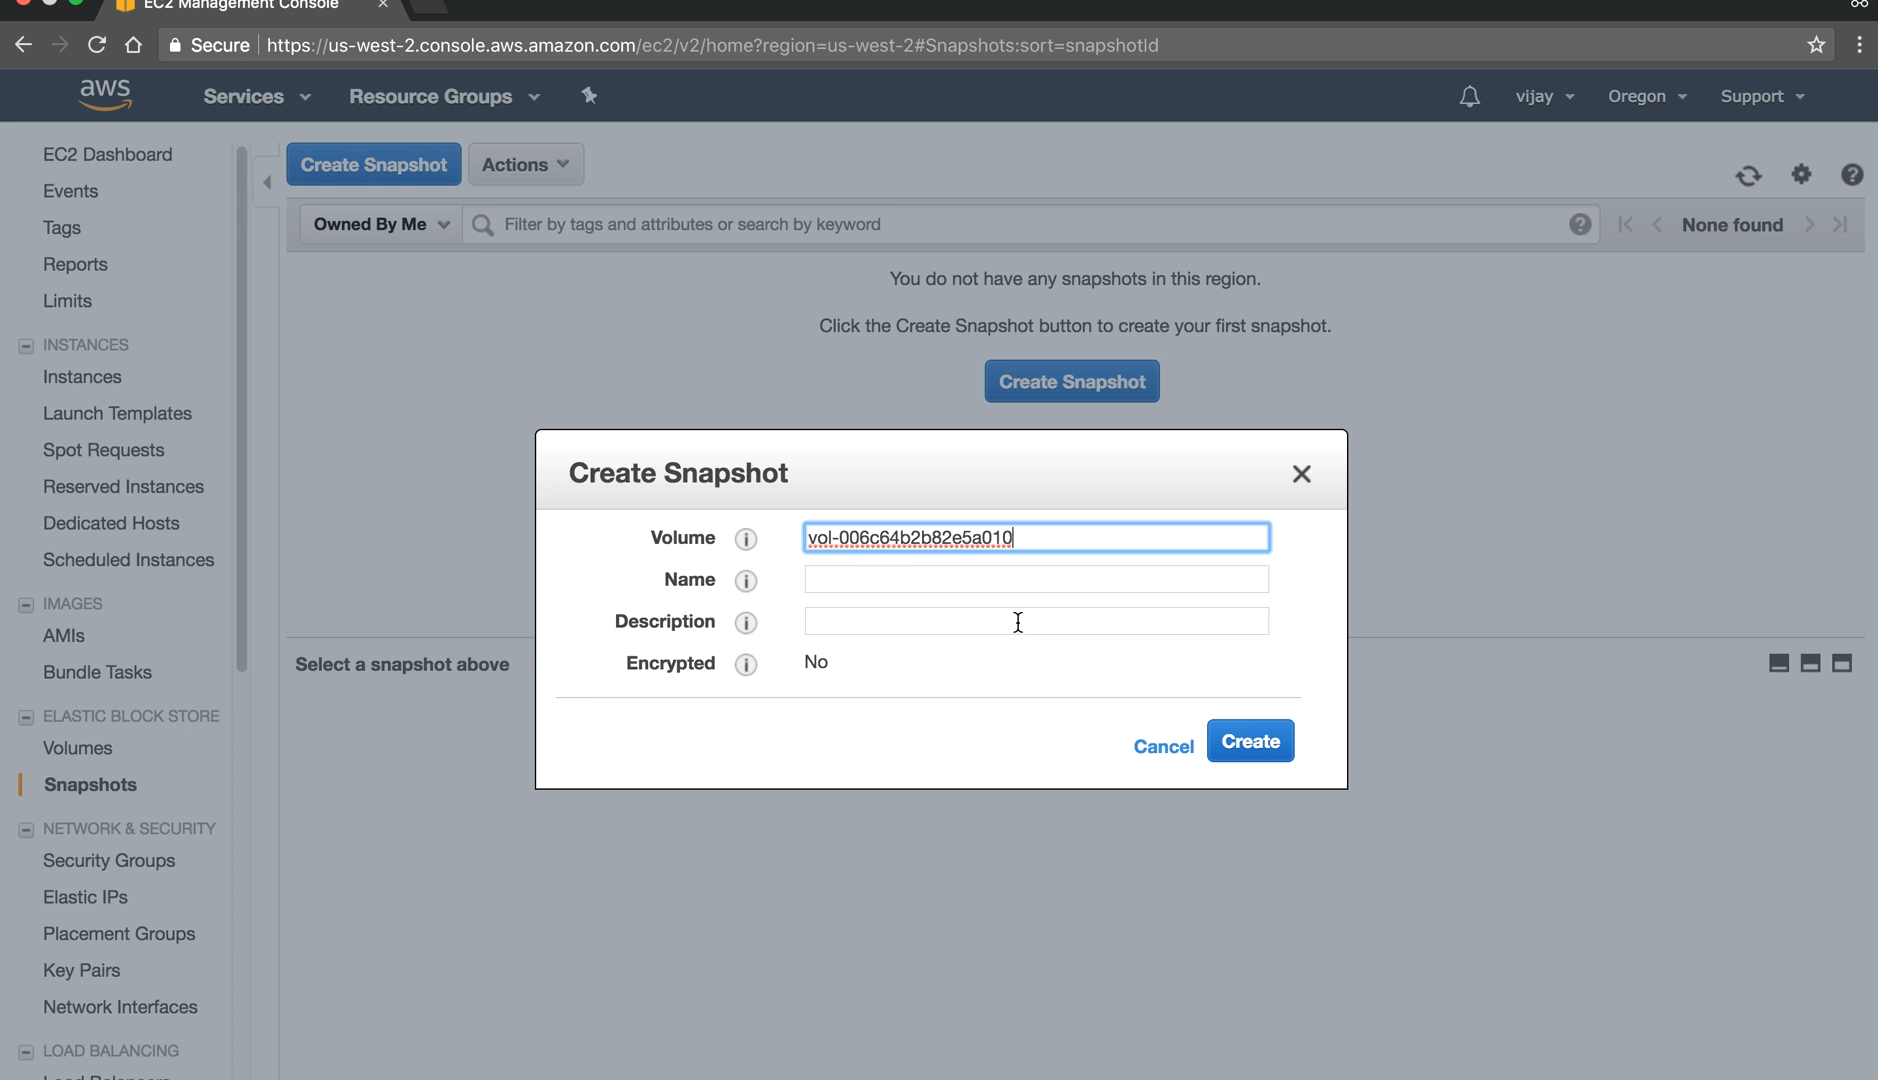 EC2 Management Console
Secure https://us-west-2.console.aws.amazon.com/ec2/v2/home?region=us-west-2#Snapshots:sort=snapshotId
aws Services Resource Groups vijay Oregon Support
EC2 Dashboard
Events
Tags
Reports
Limits
INSTANCES
Instances
Launch Templates
Spot Requests
Reserved Instances
Dedicated Hosts
Scheduled Instances
IMAGES
AMIs
Bundle Tasks
ELASTIC BLOCK STORE
Volumes
Snapshots
NETWORK & SECURITY
Security Groups
Elastic IPs
Placement Groups
Key Pairs
Network Interfaces
LOAD BALANCING
Create Snapshot Actions
Owned By Me Filter by tags and attributes or search by keyword None found
You do not have any snapshots in this region.
Click the Create Snapshot button to create your first snapshot.
Create Snapshot
Create Snapshot
Volume vol-006c64b2b82e5a010
Name
Description
Encrypted No
Cancel Create
Select a snapshot above